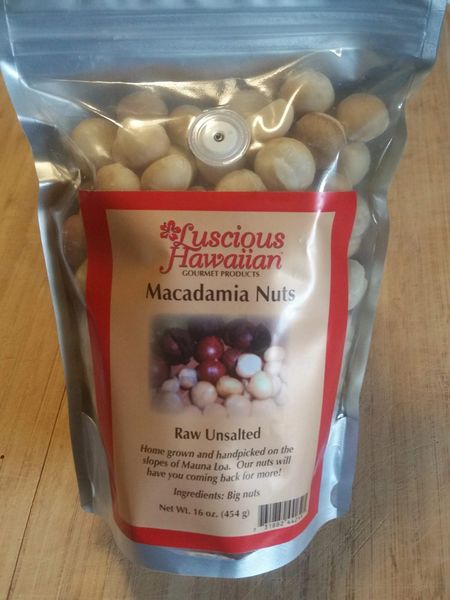 Luscious
Hawaiian
GOURMET PRODUCTS
Macadamia Nuts
Raw Unsalted
Home grown and handpicked on the
slopes of Mauna Loa. Our nuts will
have you coming back for more!
Ingredients: Big nuts
Net Wt. 16 oz. (454 g)